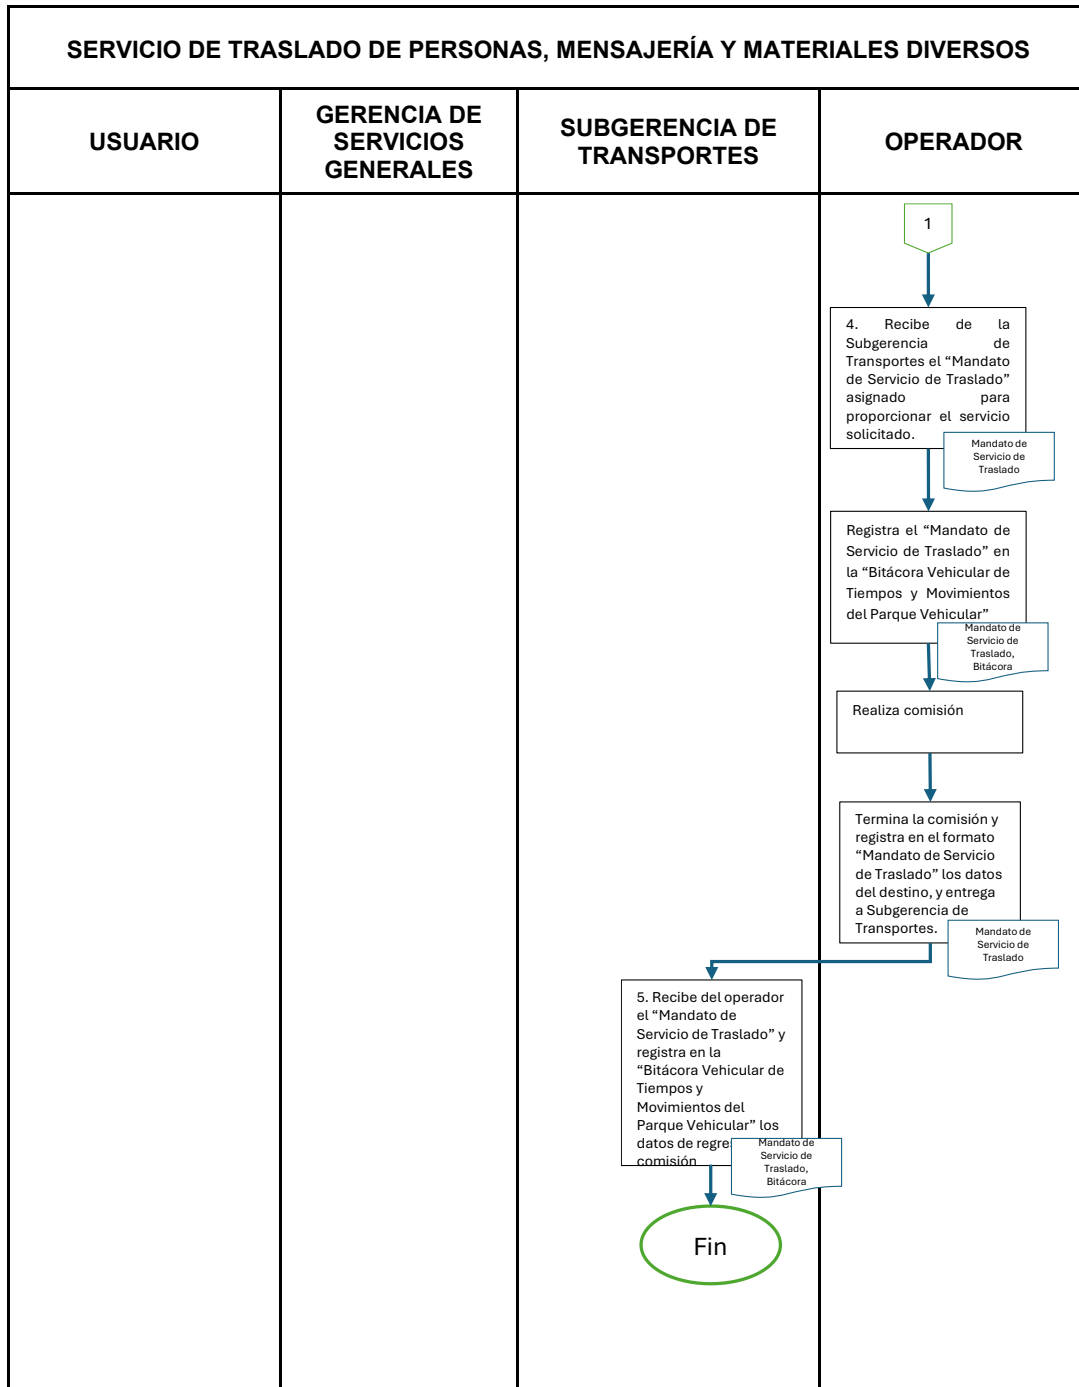 SERVICIO DE TRASLADO DE PERSONAS, MENSAJERÍA Y MATERIALES DIVERSOS
USUARIO
GERENCIA DE
SERVICIOS
GENERALES
SUBGERENCIA DE
TRANSPORTES
OPERADOR
1
4. Recibe de la
Subgerencia de
Transportes el “Mandato
de Servicio de Traslado”
asignado para
proporcionar el servicio
solicitado.
Mandato de
Servicio de
Traslado
Registra el “Mandato de
Servicio de Traslado” en
la “Bitácora Vehicular de
Tiempos y Movimientos
del Parque Vehicular”
Mandato de
Servicio de
Traslado,
Bitácora
Realiza comisión
Termina la comisión y
registra en el formato
“Mandato de Servicio
de Traslado” los datos
del destino, y entrega
a Subgerencia de
Transportes.
Mandato de
Servicio de
Traslado
5. Recibe del operador
el “Mandato de
Servicio de Traslado” y
registra en la
“Bitácora Vehicular de
Tiempos y
Movimientos del
Parque Vehicular” los
datos de
comisión
Mandato de
Servicio de
Traslado,
Bitácora
Fin